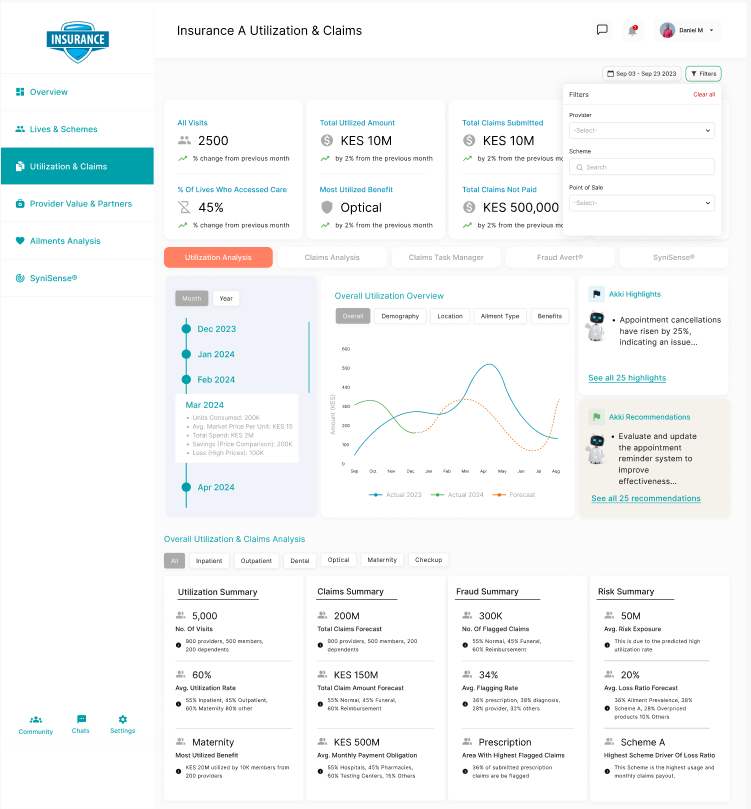 INSURANCE
Overview
Lives & Schemes
Utilization & Claims
Provider Value & Partners
Ailments Analysis
SyniSense®
Community
Chats
Settings
Insurance A Utilization & Claims
Daniel M
Sep 03 - Sep 23 2023
Filters
Filters
Clear all
Provider
-Select-
Scheme
Search
Point of Sale
-Select-
All Visits
2500
% change from previous month
% Of Lives Who Accessed Care
45%
% change from previous month
Total Utilized Amount
KES 10M
by 2% from the previous month
Most Utilized Benefit
Optical
by 2% from the previous month
Total Claims Submitted
KES 10M
by 2% from the previous
Total Claims Not Paid
KES 500,000
by 2% from the previous
Utilization Analysis
Claims Analysis
Claims Task Manager
Fraud Avert®
SyniSense®
Month
Year
Dec 2023
Jan 2024
Feb 2024
Mar 2024
• Units Consumed: 200K
• Avg. Market Price Per Unit: KES 15
• Total Spend: KES 2M
• Savings (Price Comparison): 200K
• Loss (High Prices): 100K
Apr 2024
Overall Utilization Overview
Overall
Demography
Location
Ailment Type
Benefits
Amount (KES)
600
500
400
300
200
100
0
Sep Oct Nov Dec Jan Feb Mar Apr May Jun Jul Aug
Actual 2023
Actual 2024
Forecast
Akki Highlights
• Appointment cancellations
have risen by 25%,
indicating an issue...
See all 25 highlights
Akki Recommendations
• Evaluate and update
the appointment
reminder system to
improve
effectiveness...
See all 25 recommendations
Overall Utilization & Claims Analysis
All
Inpatient
Outpatient
Dental
Optical
Maternity
Checkup
Utilization Summary
5,000
No. Of Visits
900 providers, 500 members,
200 dependents
60%
Avg. Utilization Rate
55% Inpatient, 45% Outpatient,
60% Maternity 80% other
Maternity
Most Utilized Benefit
KES 20M utilized by 10K members from
200 providers
Claims Summary
200M
Total Claims Forecast
900 providers, 500 members, 200
dependents
KES 150M
Total Claim Amount Forecast
55% Normal, 45% Funeral,
60% Reimbursement
KES 500M
Avg. Monthly Payment Obligation
55% Hospitals, 45% Pharmacies,
60% Testing Centers, 15% Others
Fraud Summary
300K
No. Of Flagged Claims
55% Normal, 45% Funeral,
60% Reimbursement
34%
Avg. Flagging Rate
36% prescription, 38% diagnosis,
28% provider, 32% others
Prescription
Area With Highest Flagged Claims
36% of submitted prescription
claims are be flagged
Risk Summary
50M
Avg. Risk Exposure
This is due to the predicted high
utilization rate
20%
Avg. Loss Ratio Forecast
36% Ailment Prevalence, 38%
Scheme A, 28% Overpriced
products 10% Others
Scheme A
Highest Scheme Driver Of Loss Ratio
This Scheme is the highest usage and
monthly claims payout.